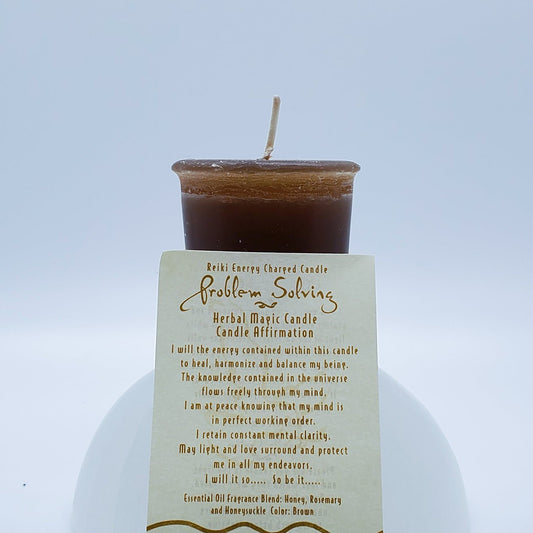 Reiki Energy Charged Candle
Problem Solving
Herbal Magic Candle
Candle Affirmation
I will the energy contained within this candle
to heal, harmonize and balance my being.
The knowledge contained in the universe
flows freely through my mind,
I am at peace knowing that my mind is
in perfect working order.
I retain constant mental clarity,
May light and love surround and protect
me in all my endeavors.
I will it so..... So be it.....
Essential Oil Fragrance Blend: Honey, Rosemary
and Honeysuckle Color: Brown